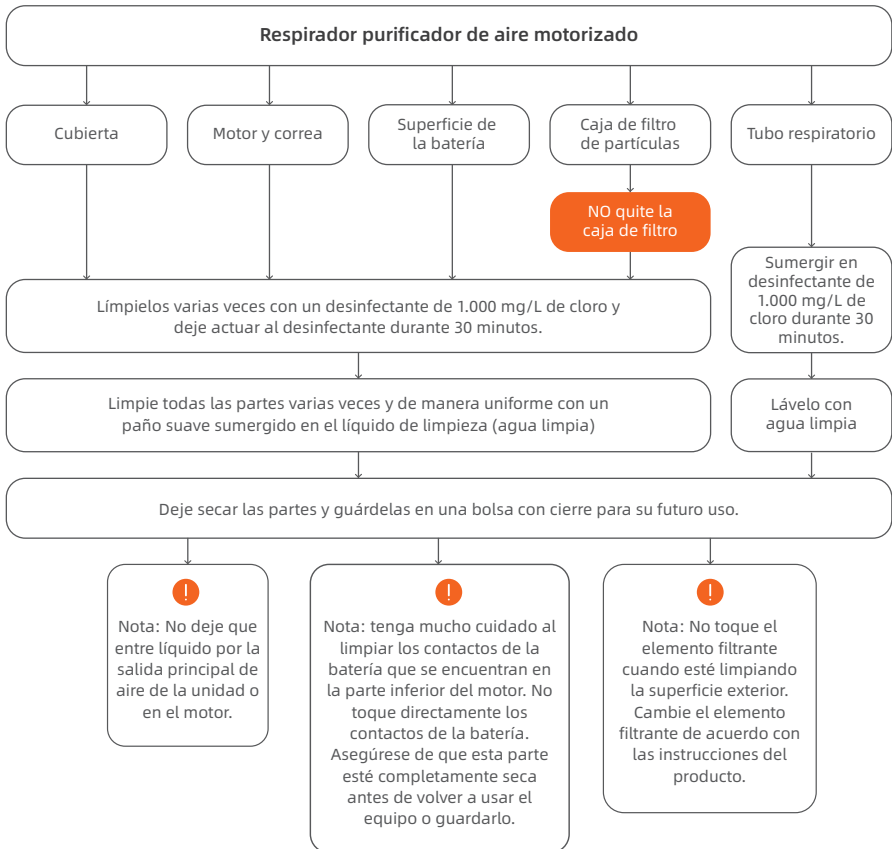 Respirador purificador de aire motorizado
Cubierta
Motor y correa
Superficie de
la batería
Caja de filtro
de partículas
Tubo respiratorio
NO quite la
caja de filtro
Límpielos varias veces con un desinfectante de 1.000 mg/L de cloro y
deje actuar al desinfectante durante 30 minutos.
Sumergir en
desinfectante de
1.000 mg/L de
cloro durante 30
minutos.
Limpie todas las partes varias veces y de manera uniforme con un
paño suave sumergido en el líquido de limpieza (agua limpia)
Lávelo con
agua limpia
Deje secar las partes y guárdelas en una bolsa con cierre para su futuro uso.
!
Nota: No deje que
entre líquido por la
salida principal de
aire de la unidad o
en el motor.
!
Nota: tenga mucho cuidado al
limpiar los contactos de la
batería que se encuentran en
la parte inferior del motor. No
toque directamente los
contactos de la batería.
Asegúrese de que esta parte
esté completamente seca
antes de volver a usar el
equipo o guardarlo.
!
Nota: No toque el
elemento filtrante
cuando esté limpiando
la superficie exterior.
Cambie el elemento
filtrante de acuerdo con
las instrucciones del
producto.